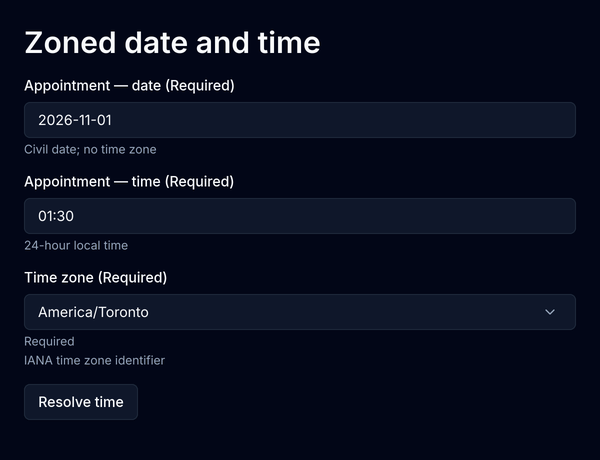 Zoned date and time
Appointment — date (Required)
2026-11-01
Civil date; no time zone
Appointment — time (Required)
01:30
24-hour local time
Time zone (Required)
America/Toronto
Required
IANA time zone identifier
Resolve time